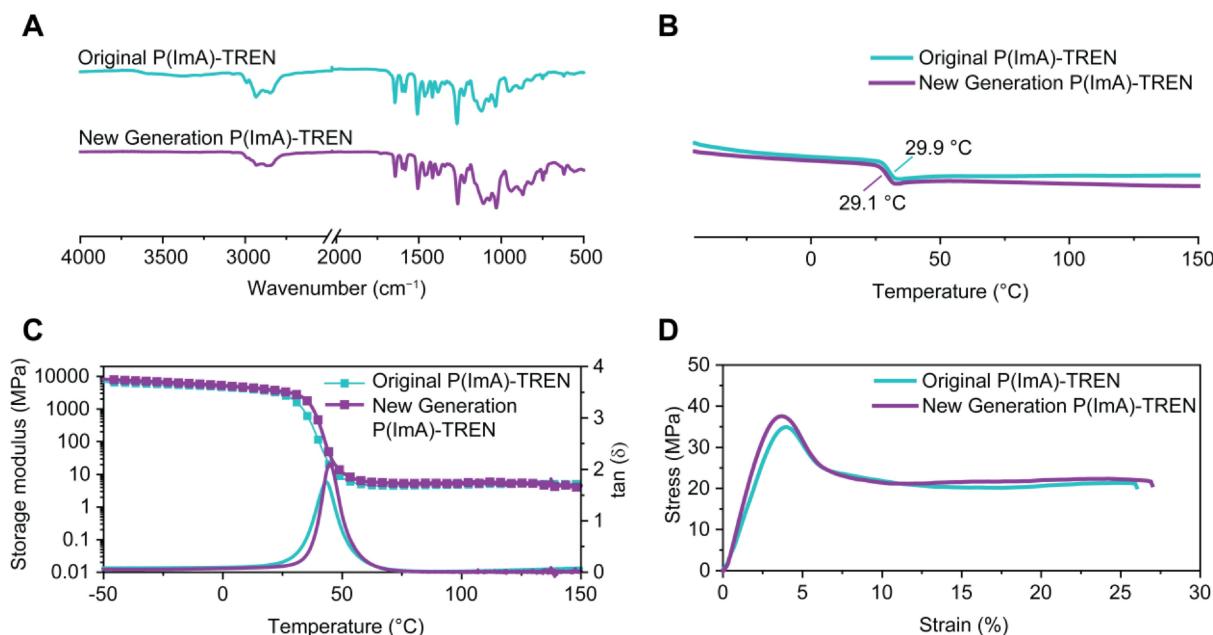 A
Original P(ImA)-TREN
New Generation P(ImA)-TREN
4000 3500 3000 2000 1500 1000 500
Wavenumber (cm⁻¹)
B
Original P(ImA)-TREN
New Generation P(ImA)-TREN
29.9 °C
29.1 °C
0 50 100 150
Temperature (°C)
C
Storage modulus (MPa)
10000
1000
100
10
1
0.1
0.01
Original P(ImA)-TREN
New Generation
P(ImA)-TREN
4
3
2
1
0
tan (δ)
-50 0 50 100 150
Temperature (°C)
D
Stress (MPa)
50
40
30
20
10
0
Original P(ImA)-TREN
New Generation P(ImA)-TREN
0 5 10 15 20 25 30
Strain (%)